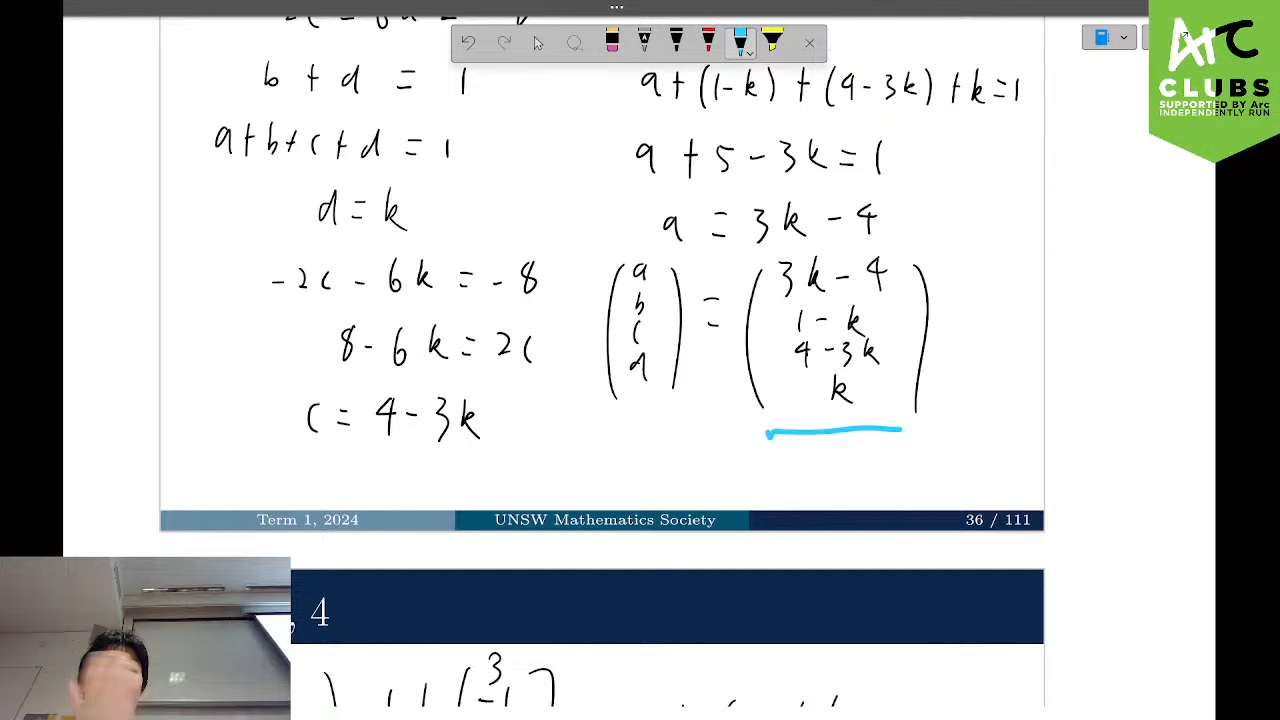 b + d = 1
a+b+c+d = 1
d = k
-2c - 6k = -8
8 - 6k = 2c
c = 4 - 3k
a + (1-k) + (4-3k) + k = 1
a + 5 - 3k = 1
a = 3k - 4
(a b c d) = (3k-4 1-k 4-3k k)
Term 1, 2024 UNSW Mathematics Society 36 / 111
, 4
3
-1
ArC
CLUBS
SUPPORTED BY Arc
INDEPENDENTLY RUN